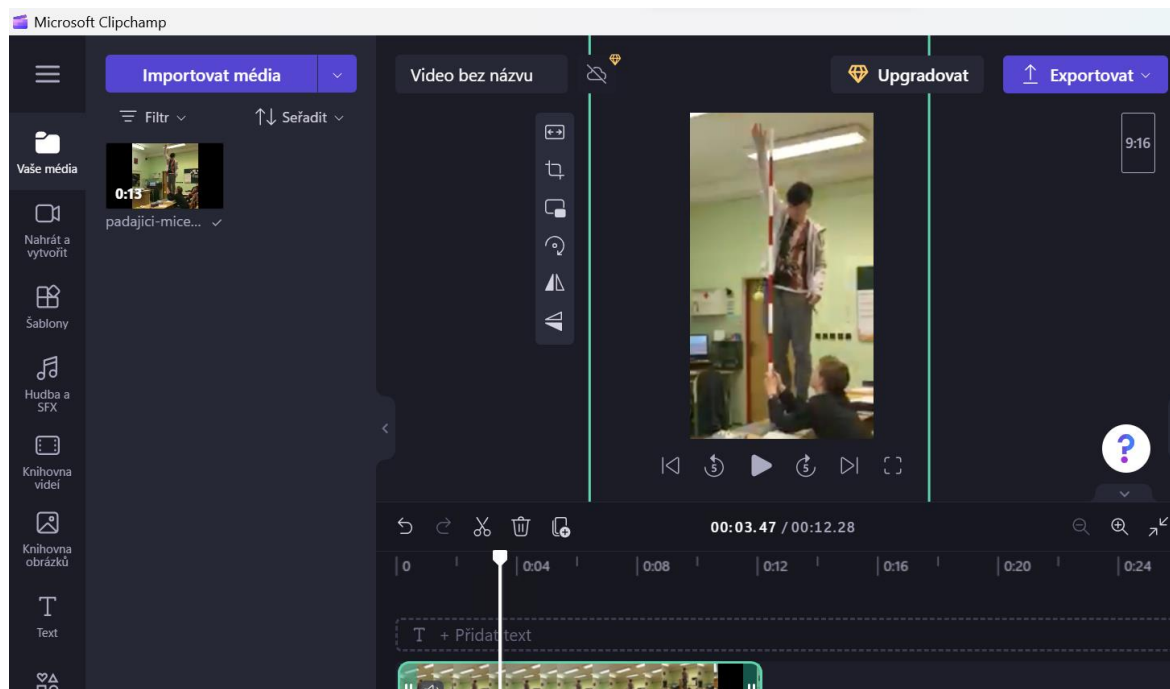 Microsoft Clipchamp
Importovat média
Filtr
Seřadit
0:13
padajici-mice...
Vaše média
Nahrát a
vytvořit
Šablony
Hudba a
SFX
Knihovna
videí
Knihovna
obrázků
Text
Video bez názvu
Upgradovat
Exportovat
9:16
5
5
?
00:03.47 / 00:12.28
0
0:04
0:08
0:12
0:16
0:20
0:24
T + Přidat text